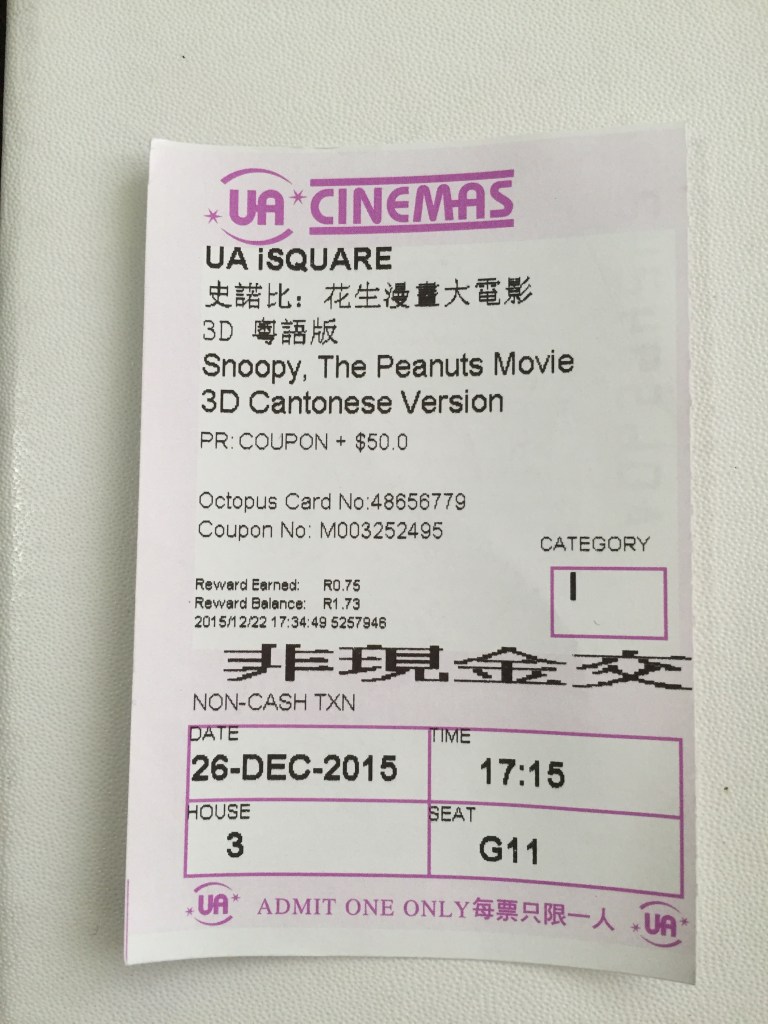 UA CINEMAS
UA iSQUARE
史諾比：花生漫畫大電影
3D 粵語版
Snoopy, The Peanuts Movie
3D Cantonese Version
PR: COUPON + $50.0
Octopus Card No:48656779
Coupon No: M003252495
CATEGORY
I
Reward Earned: R0.75
Reward Balance: R1.73
2015/12/22 17:34:49 5257946
非現金交
NON-CASH TXN
DATE TIME
26-DEC-2015 17:15
HOUSE SEAT
3 G11
UA ADMIT ONE ONLY每票只限一人 UA